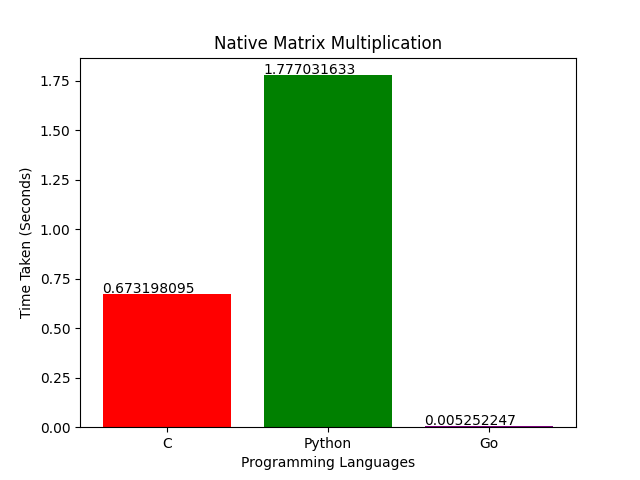 Native Matrix Multiplication
Time Taken (Seconds)
1.75
1.50
1.25
1.00
0.75
0.50
0.25
0.00
0.673198095
1.777031633
0.005252247
C
Python
Go
Programming Languages